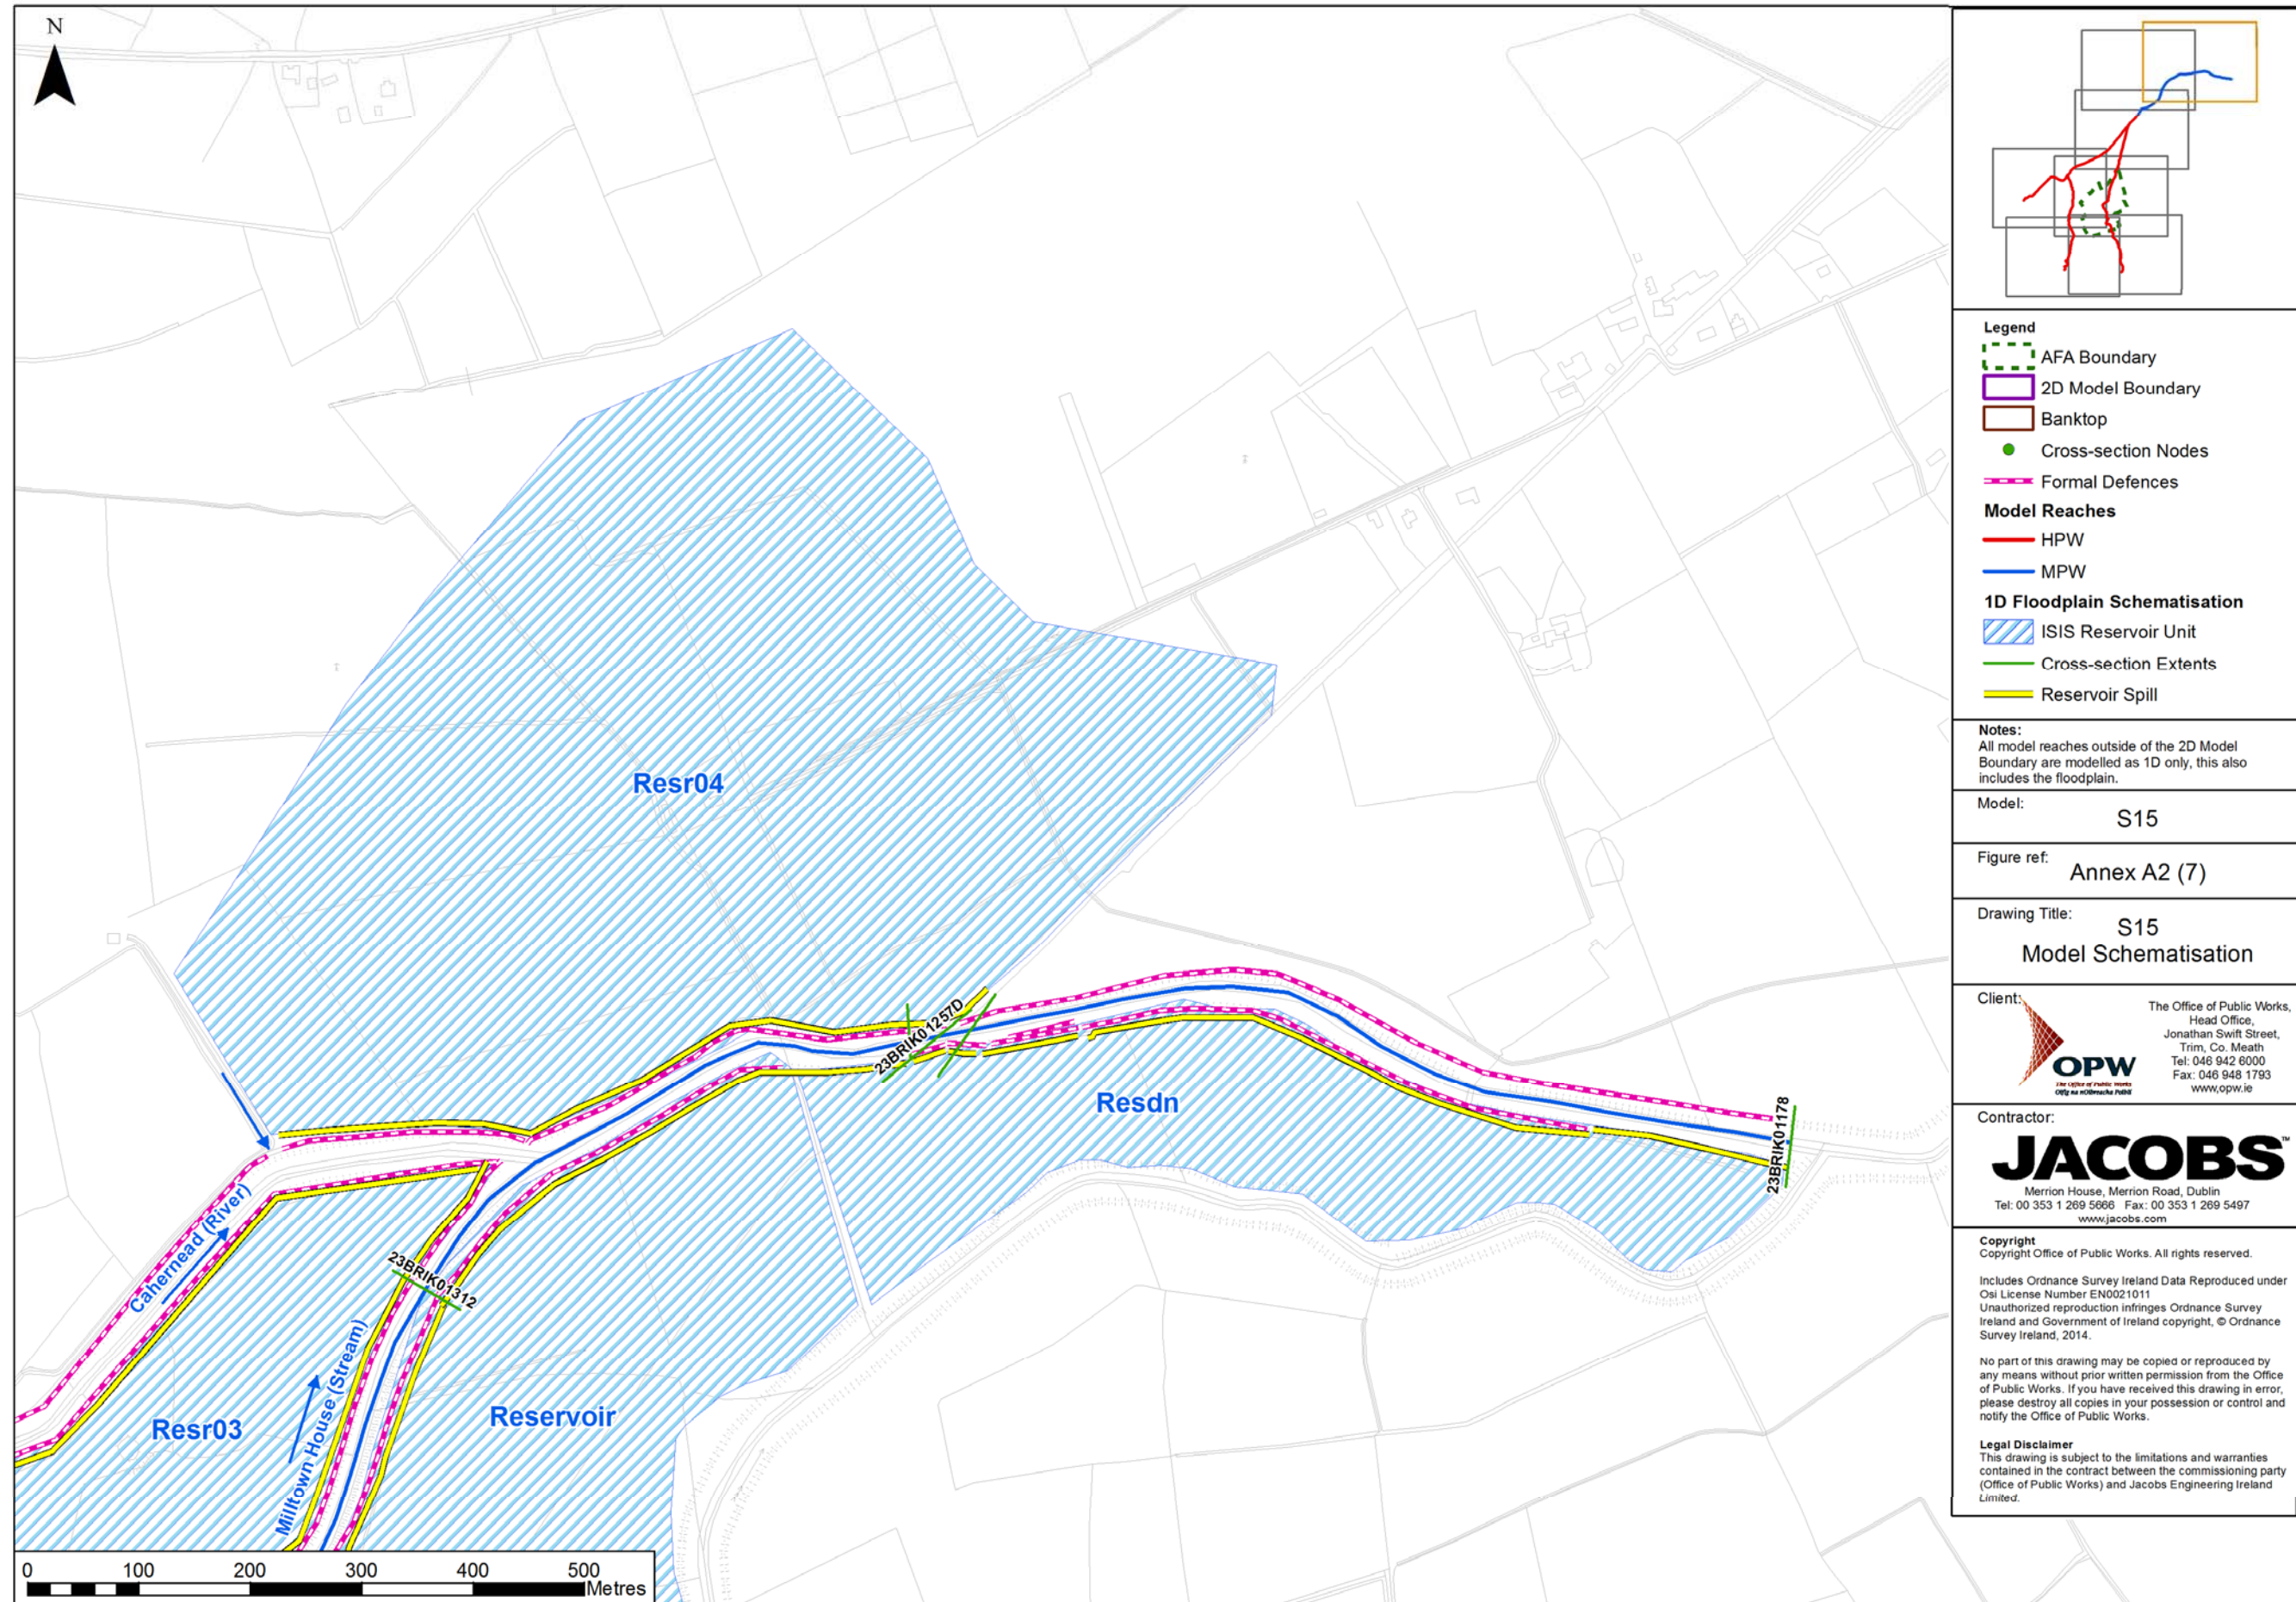 N
Resr04
23BRIK01257D
Resdn
23BRIK01178
Cahernead (River)
23BRIK01312
Milltown House (Stream)
Resr03
Reservoir
0 100 200 300 400 500
Metres
Legend
AFA Boundary
2D Model Boundary
Banktop
Cross-section Nodes
Formal Defences
Model Reaches
HPW
MPW
1D Floodplain Schematisation
ISIS Reservoir Unit
Cross-section Extents
Reservoir Spill
Notes:
All model reaches outside of the 2D Model
Boundary are modelled as 1D only, this also
includes the floodplain.
Model:
S15
Figure ref:
Annex A2 (7)
Drawing Title:
S15
Model Schematisation
Client:
OPW
The Office of Public Works
Oifig na nOibreacha Poiblí
The Office of Public Works,
Head Office,
Jonathan Swift Street,
Trim, Co. Meath
Tel: 046 942 6000
Fax: 046 948 1793
www,opw.ie
Contractor:
JACOBS™
Merrion House, Merrion Road, Dublin
Tel: 00 353 1 269 5666 Fax: 00 353 1 269 5497
www.jacobs.com
Copyright
Copyright Office of Public Works. All rights reserved.
Includes Ordnance Survey Ireland Data Reproduced under
Osi License Number EN0021011
Unauthorized reproduction infringes Ordnance Survey
Ireland and Government of Ireland copyright, © Ordnance
Survey Ireland, 2014.
No part of this drawing may be copied or reproduced by
any means without prior written permission from the Office
of Public Works. If you have received this drawing in error,
please destroy all copies in your possession or control and
notify the Office of Public Works.
Legal Disclaimer
This drawing is subject to the limitations and warranties
contained in the contract between the commissioning party
(Office of Public Works) and Jacobs Engineering Ireland
Limited.